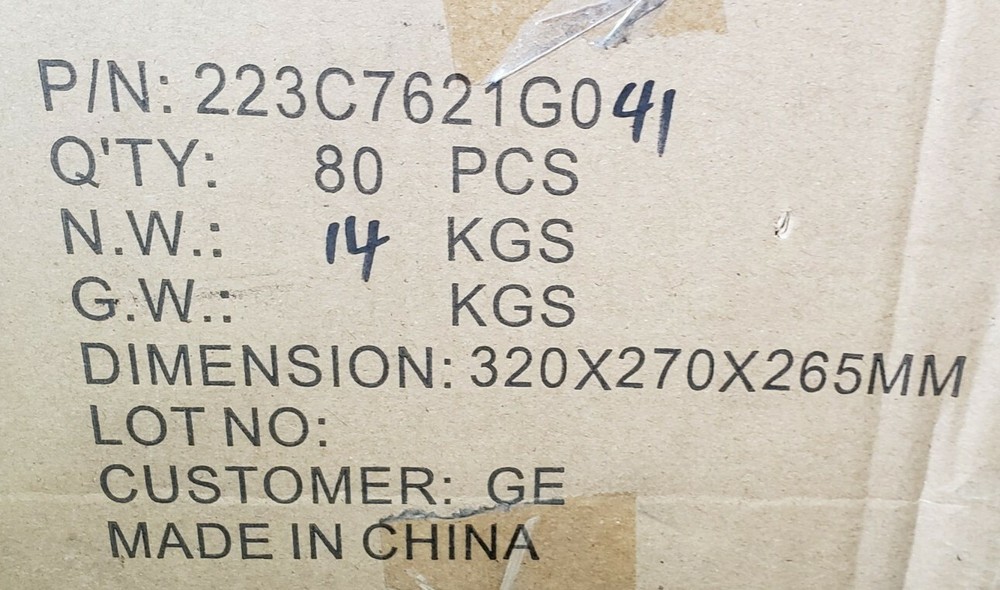 P/N: 223C7621G041
Q'TY: 80 PCS
N.W.: 14 KGS
G.W.: KGS
DIMENSION: 320X270X265MM
LOT NO:
CUSTOMER: GE
MADE IN CHINA